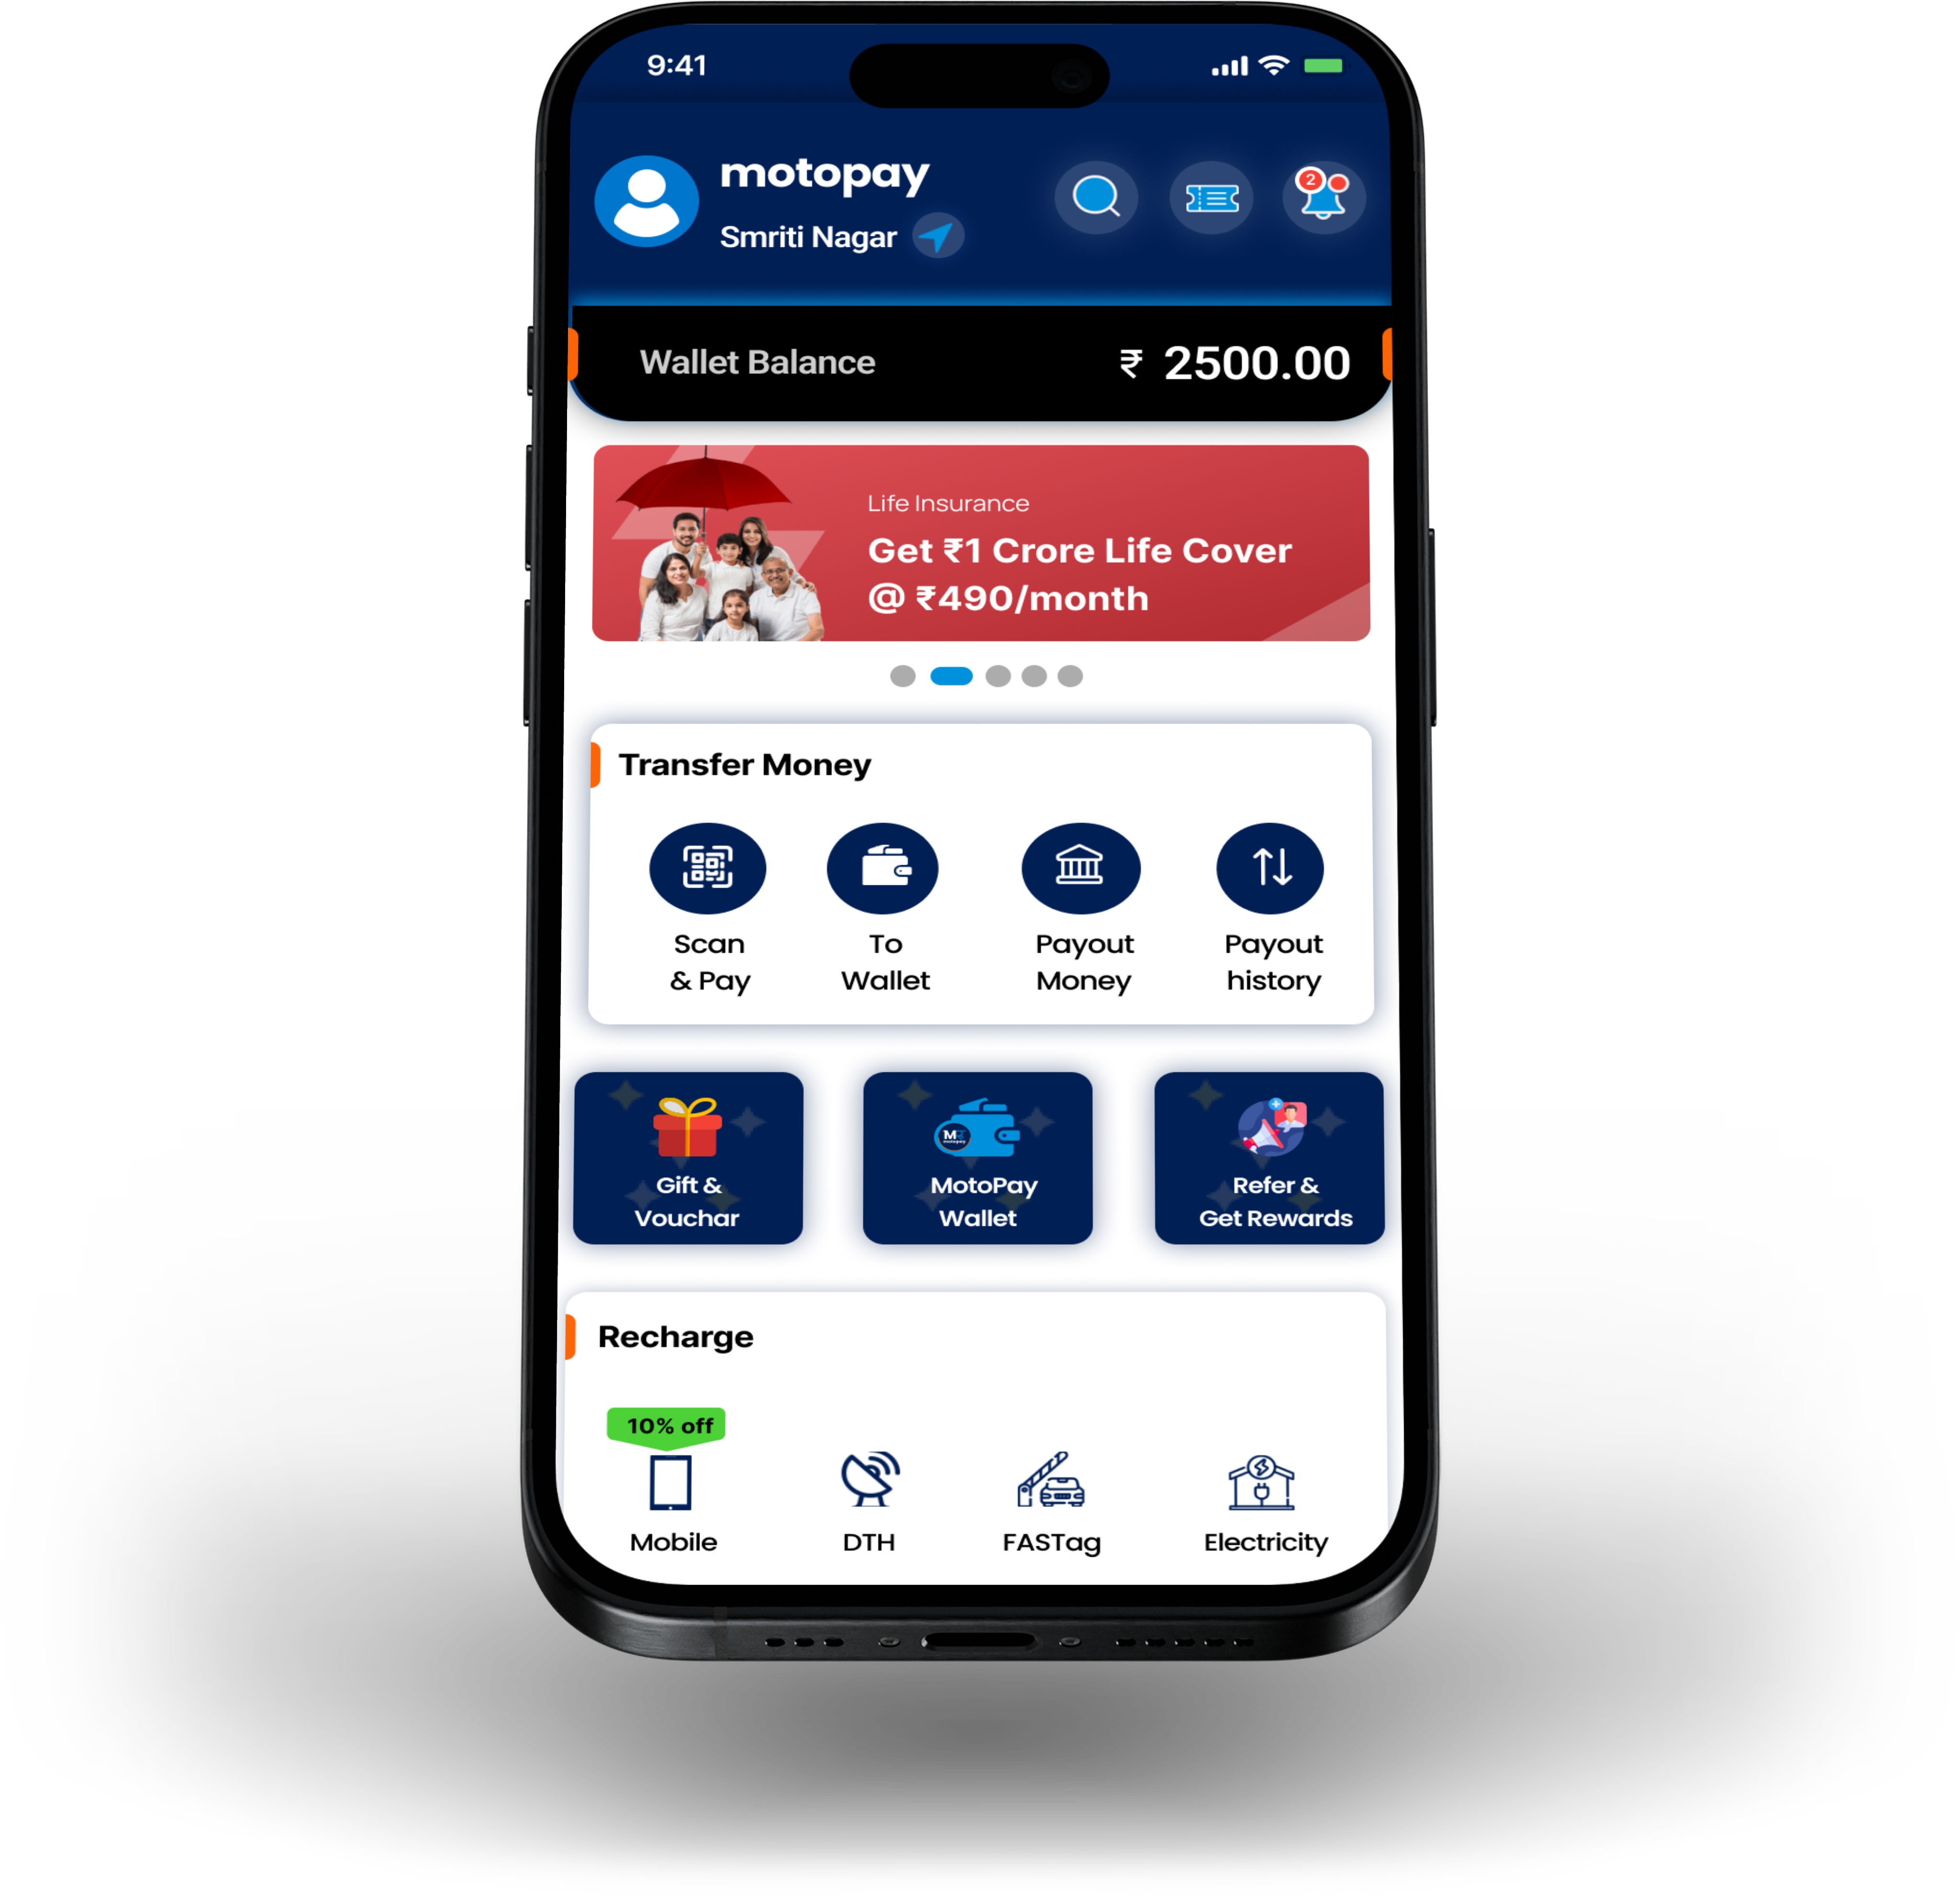 9:41
motopay
Smriti Nagar
2
Wallet Balance ₹ 2500.00
Life Insurance
Get ₹1 Crore Life Cover
@ ₹490/month
Transfer Money
Scan
& Pay
To
Wallet
Payout
Money
Payout
history
Gift &
Vouchar
motopay
MotoPay
Wallet
Refer &
Get Rewards
Recharge
10% off
Mobile
DTH
FASTag
Electricity